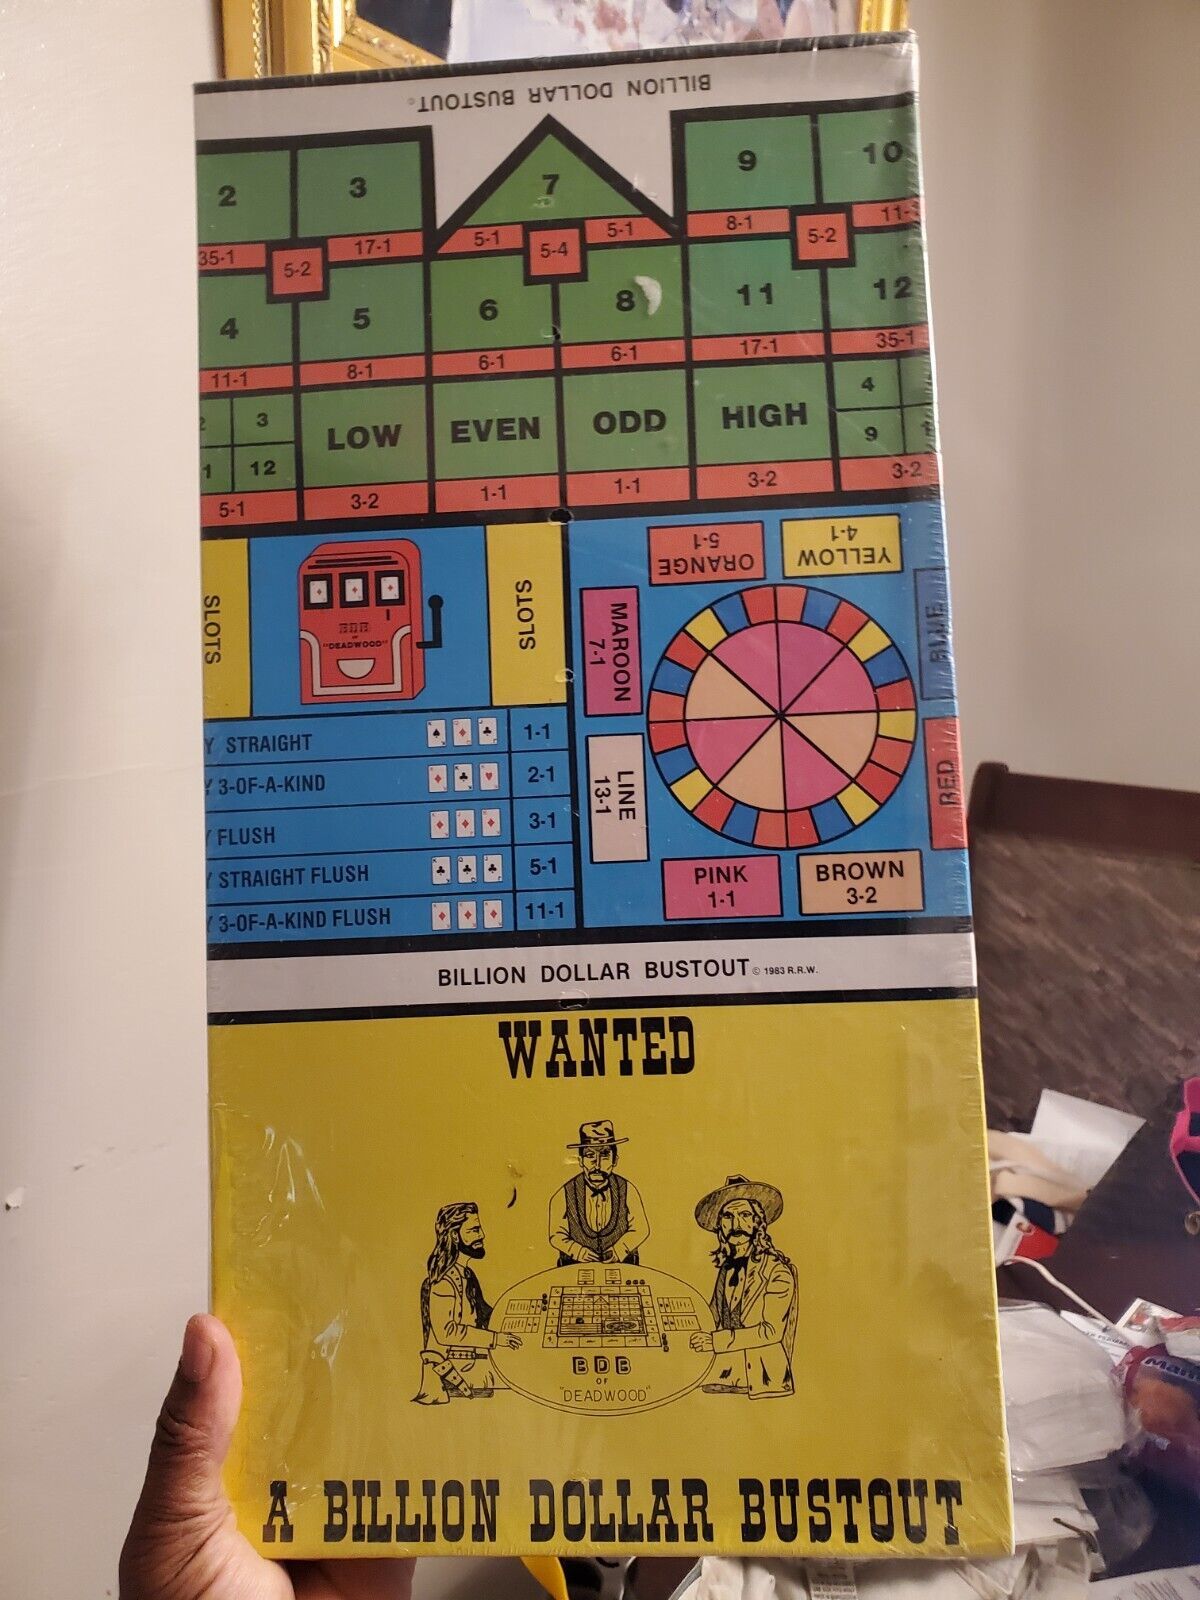 BILLION DOLLAR BUSTOUT©
2 3 7 9 10
35-1 17-1 5-1 5-1 8-1
5-2 5-4 5-2
4 5 6 8 11 12
11-1 8-1 6-1 6-1 17-1 35-1
3 LOW EVEN ODD HIGH 4
12 9
5-1 3-2 1-1 1-1 3-2 3-2
SLOTS
BDB
OF
"DEADWOOD"
SLOTS
ORANGE
5-1
YELLOW
4-1
MAROON
7-1
BLUE
LINE
13-1
RED
PINK
1-1
BROWN
3-2
Y STRAIGHT 1-1
Y 3-OF-A-KIND 2-1
Y FLUSH 3-1
Y STRAIGHT FLUSH 5-1
Y 3-OF-A-KIND FLUSH 11-1
BILLION DOLLAR BUSTOUT © 1983 R.R.W.
WANTED
BDB
OF
"DEADWOOD"
A BILLION DOLLAR BUSTOUT